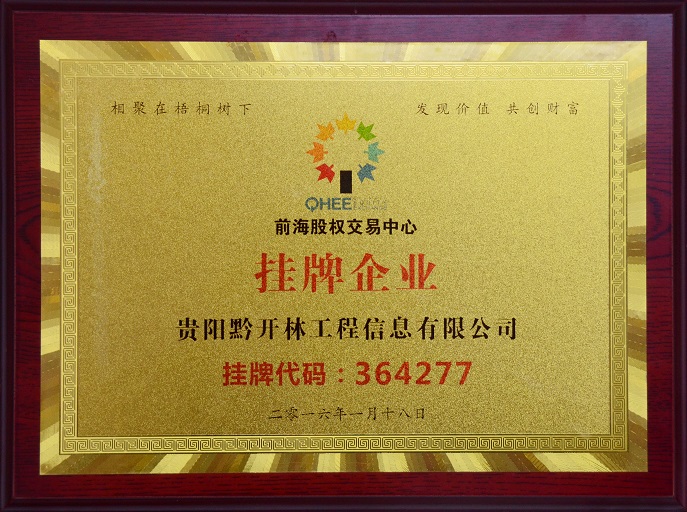 相聚在梧桐树下
发现价值 共创财富
QHEE
前海股权交易中心
挂牌企业
贵阳黔开林工程信息有限公司
挂牌代码：364277
二零一六年一月十八日